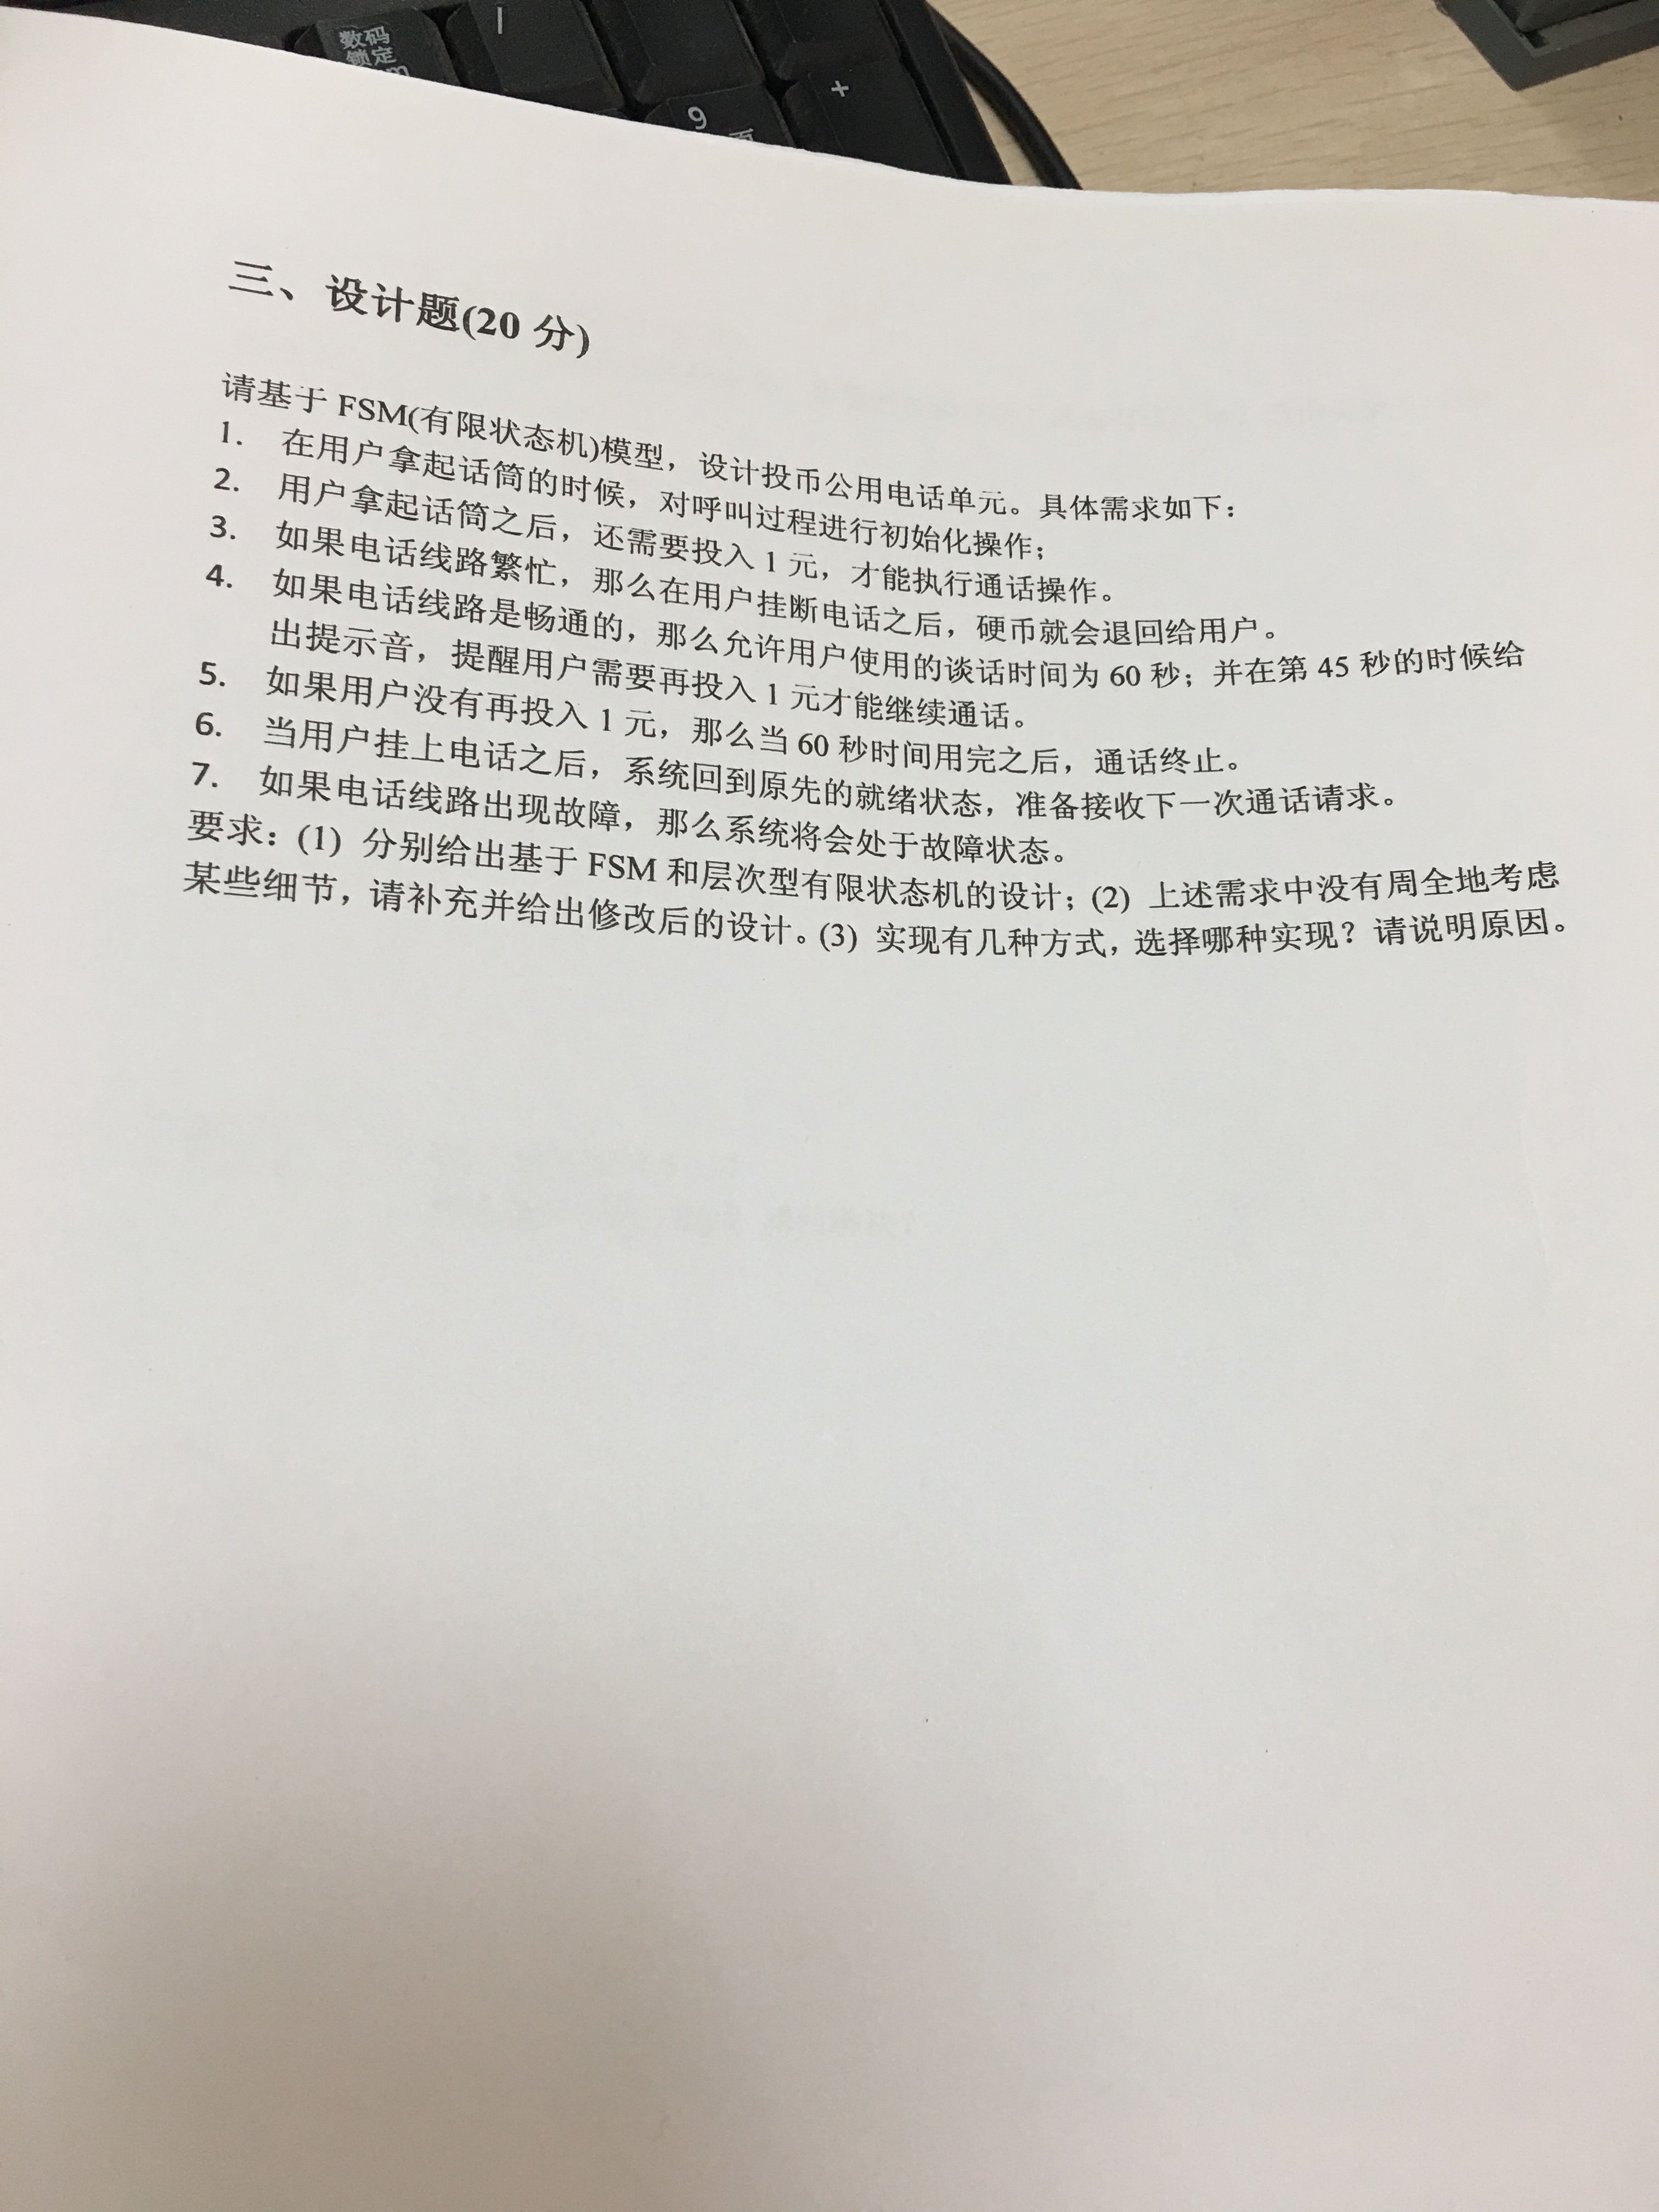 数码
锁定
9
+
三、设计题(20 分)
请基于 FSM(有限状态机)模型，设计投币公用电话单元。具体需求如下：
1. 在用户拿起话筒的时候，对呼叫过程进行初始化操作；
2. 用户拿起话筒之后，还需要投入 1 元，才能执行通话操作。
3. 如果电话线路繁忙，那么在用户挂断电话之后，硬币就会退回给用户。
4. 如果电话线路是畅通的，那么允许用户使用的谈话时间为 60 秒；并在第 45 秒的时候给
出提示音，提醒用户需要再投入 1 元才能继续通话。
5. 如果用户没有再投入 1 元，那么当 60 秒时间用完之后，通话终止。
6. 当用户挂上电话之后，系统回到原先的就绪状态，准备接收下一次通话请求。
7. 如果电话线路出现故障，那么系统将会处于故障状态。
要求：(1) 分别给出基于 FSM 和层次型有限状态机的设计；(2) 上述需求中没有周全地考虑
某些细节，请补充并给出修改后的设计。(3) 实现有几种方式，选择哪种实现？请说明原因。